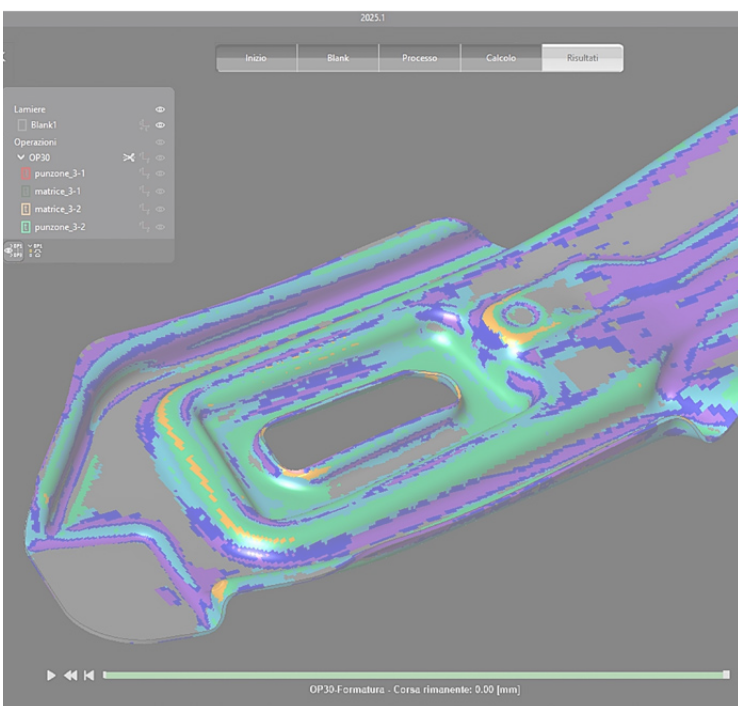 2025.1
Inizio Blank Processo Calcolo Risultati
Lamiere
Blank1
Operazioni
OP30
punzone_3-1
matrice_3-1
matrice_3-2
punzone_3-2
OP30-Formatura - Corsa rimanente: 0.00 [mm]